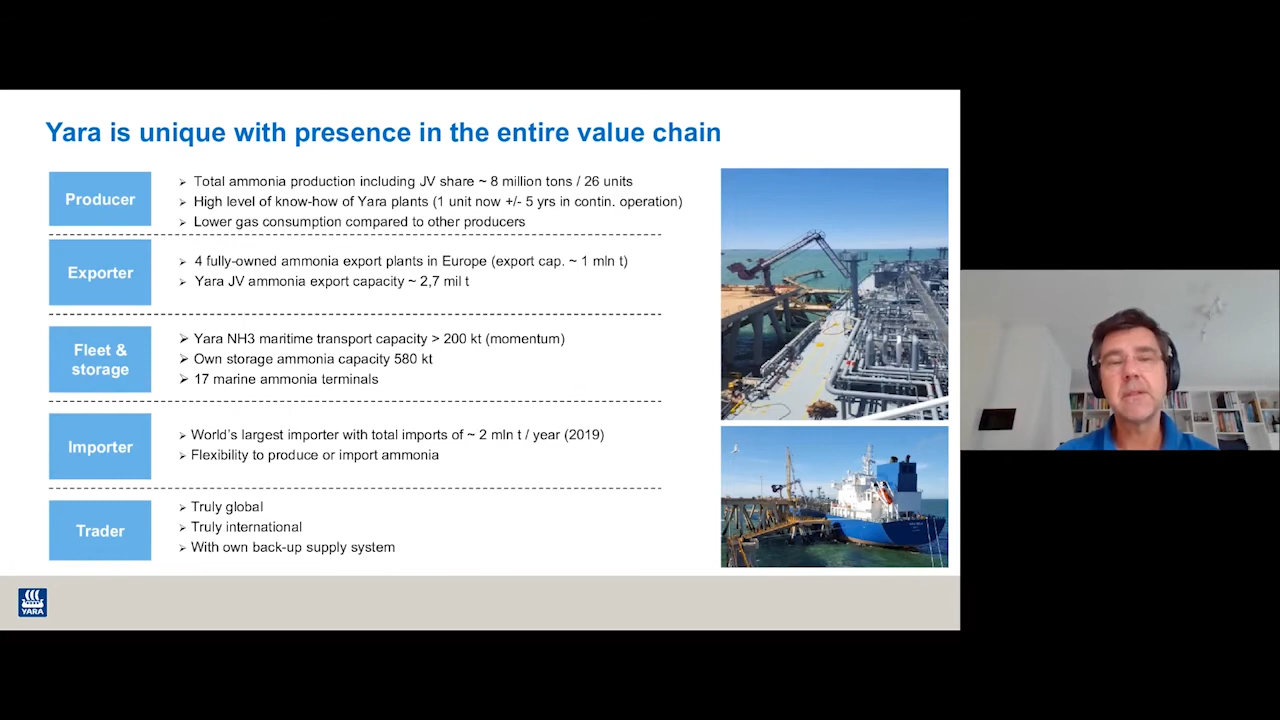 Yara is unique with presence in the entire value chain
Producer
➢ Total ammonia production including JV share ~ 8 million tons / 26 units
➢ High level of know-how of Yara plants (1 unit now +/- 5 yrs in contin. operation)
➢ Lower gas consumption compared to other producers
Exporter
➢ 4 fully-owned ammonia export plants in Europe (export cap. ~ 1 mln t)
➢ Yara JV ammonia export capacity ~ 2,7 mil t
Fleet &
storage
➢ Yara NH3 maritime transport capacity > 200 kt (momentum)
➢ Own storage ammonia capacity 580 kt
➢ 17 marine ammonia terminals
Importer
➢ World's largest importer with total imports of ~ 2 mln t / year (2019)
➢ Flexibility to produce or import ammonia
Trader
➢ Truly global
➢ Truly international
➢ With own back-up supply system
YARA